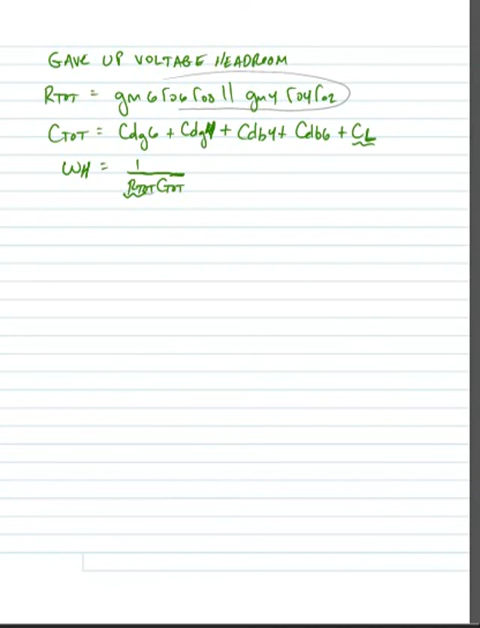 GAVE UP VOLTAGE HEADROOM
RTOT = gm6 ro6 ro8 || gm4 ro4 ro2
CTOT = Cdg6 + Cdg4 + Cdb4 + Cdb6 + CL
WH = 1
RTOT CTOT